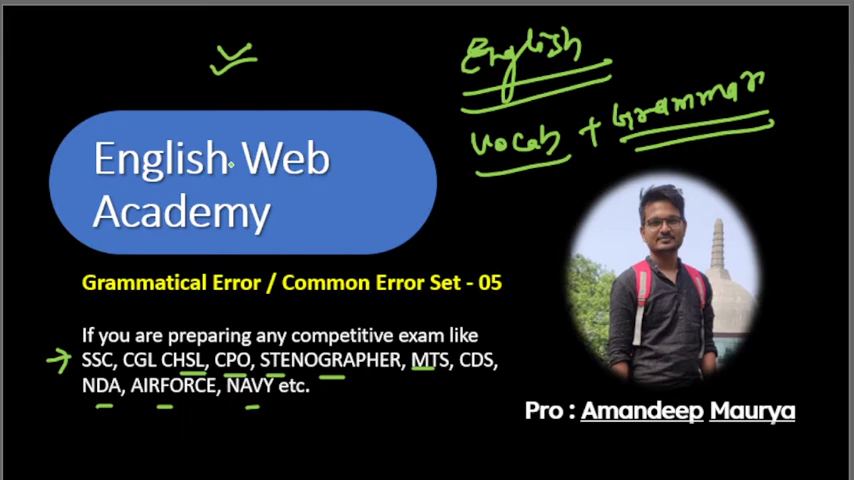 English
Vocab + Grammar
English Web
Academy
Grammatical Error / Common Error Set - 05
If you are preparing any competitive exam like
SSC, CGL CHSL, CPO, STENOGRAPHER, MTS, CDS,
NDA, AIRFORCE, NAVY etc.
Pro : Amandeep Maurya